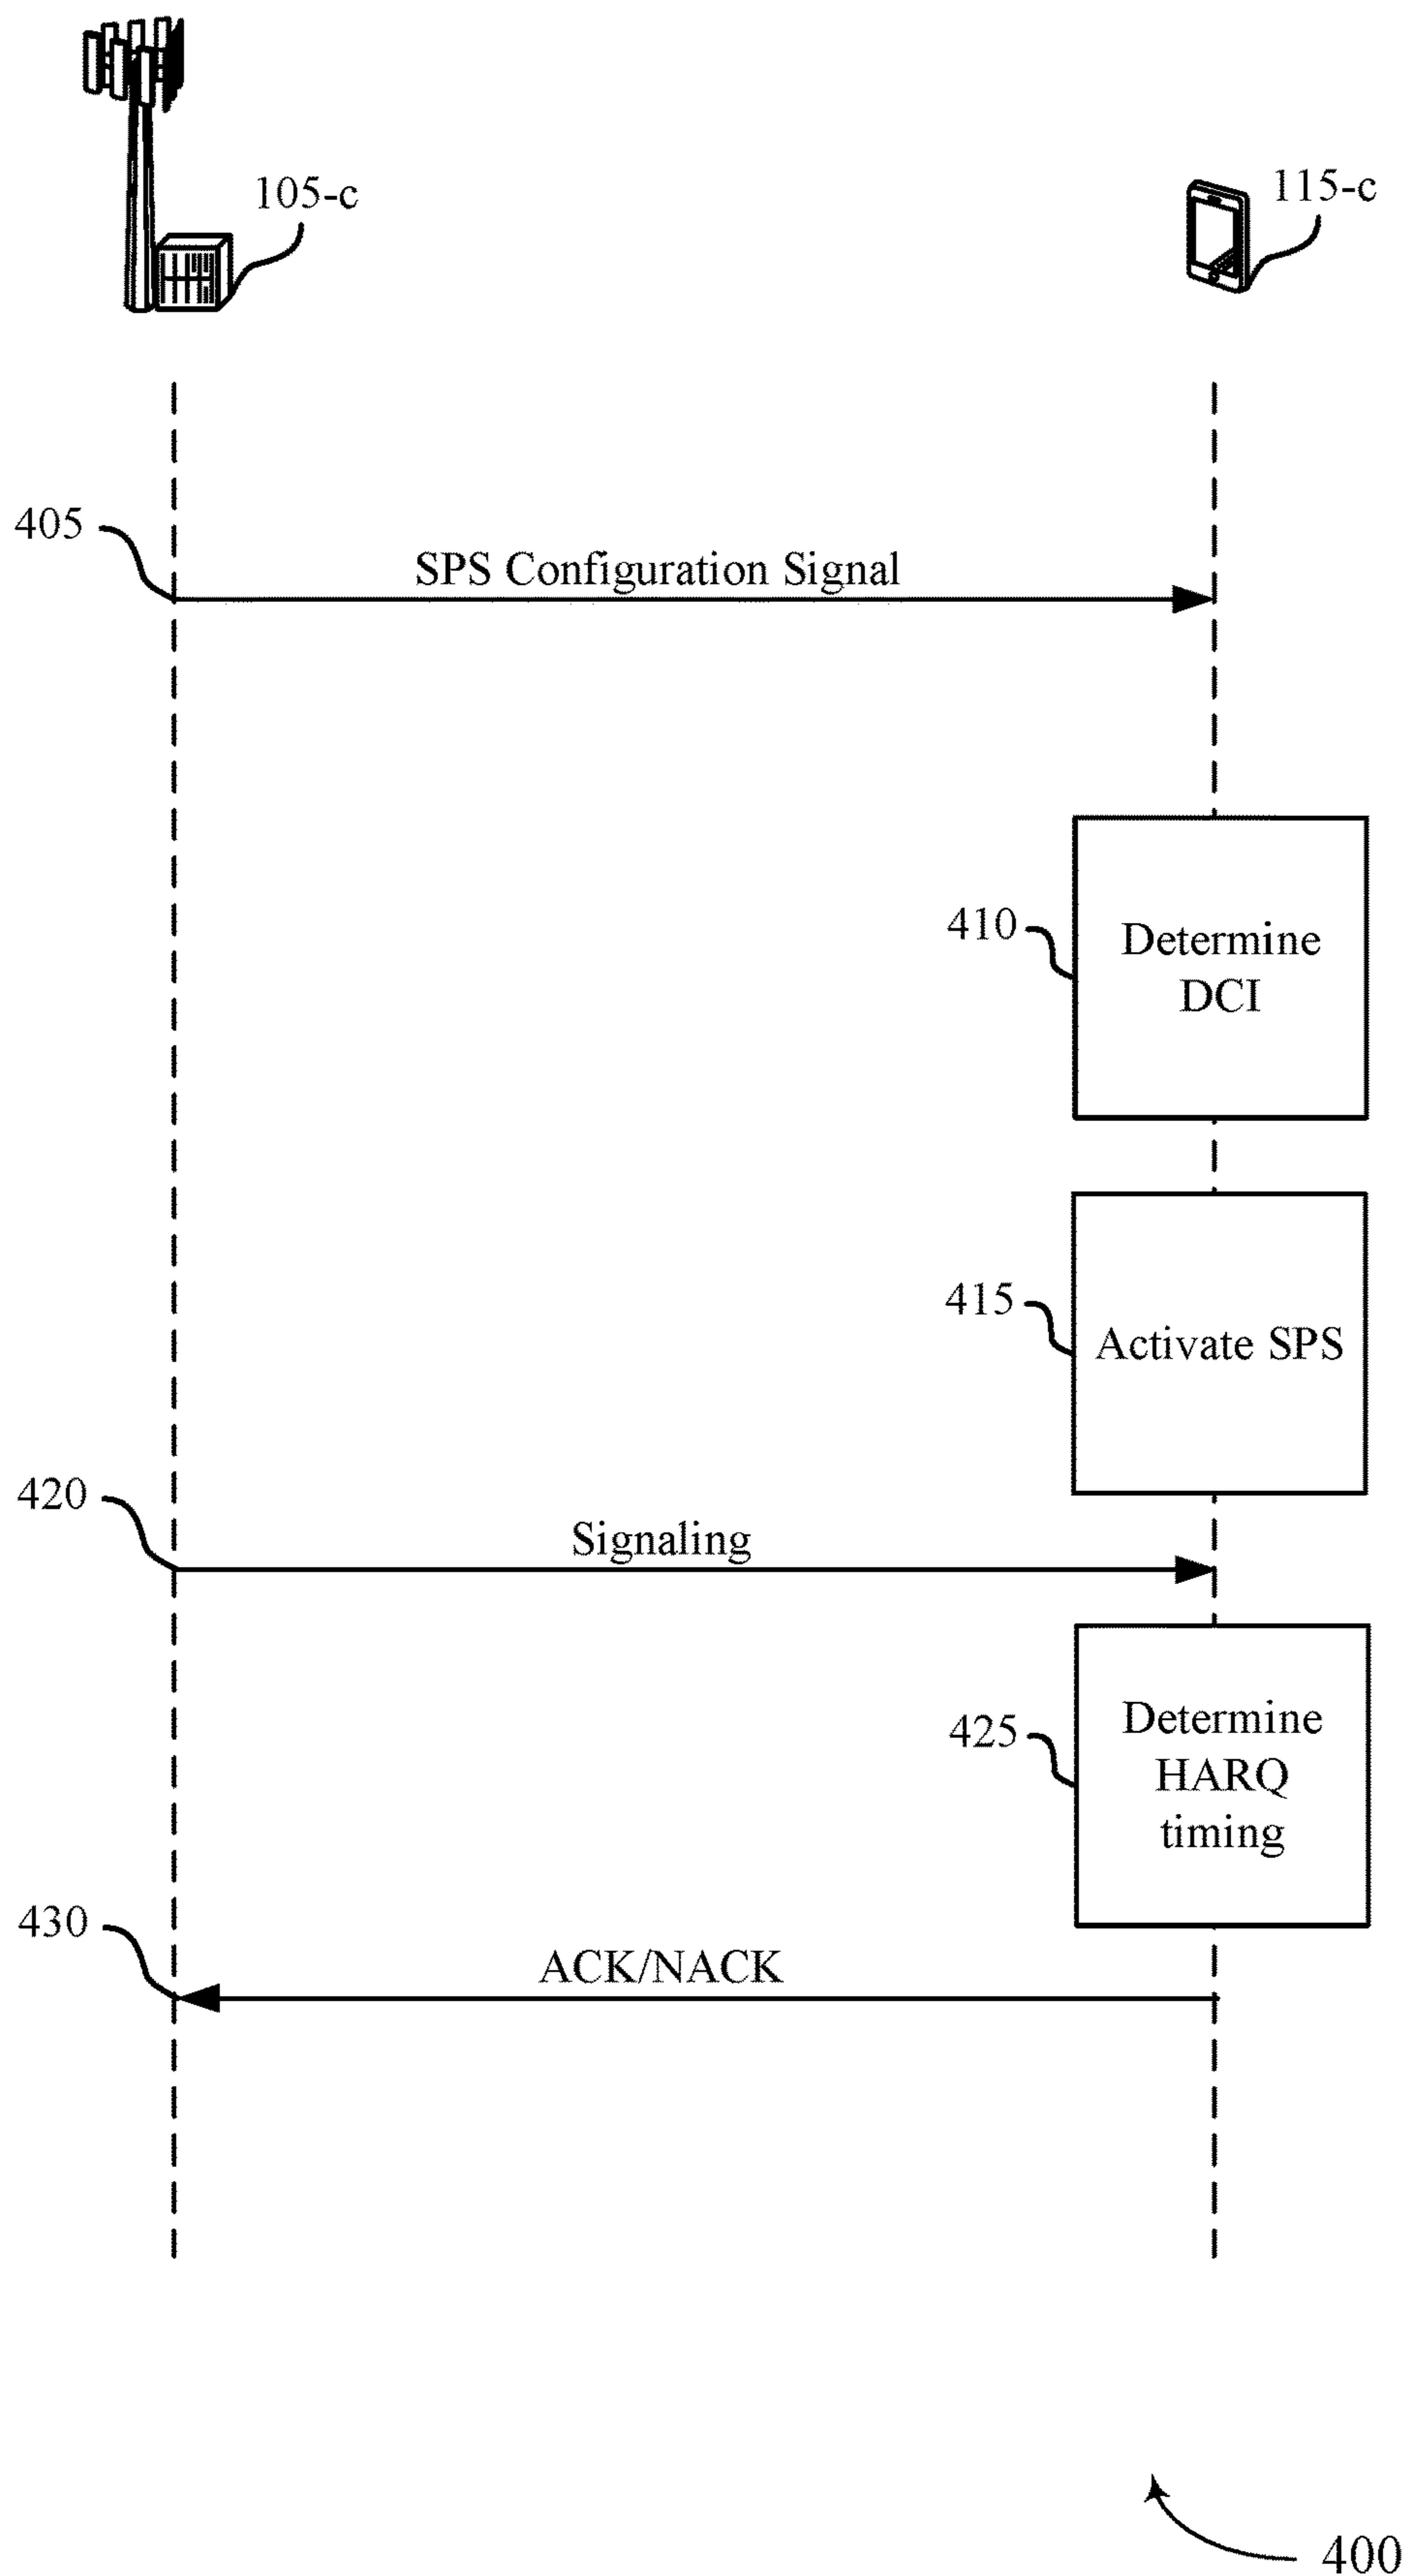 105-c
115-c
405
SPS Configuration Signal
410
Determine
DCI
415
Activate SPS
420
Signaling
425
Determine
HARQ
timing
430
ACK/NACK
400